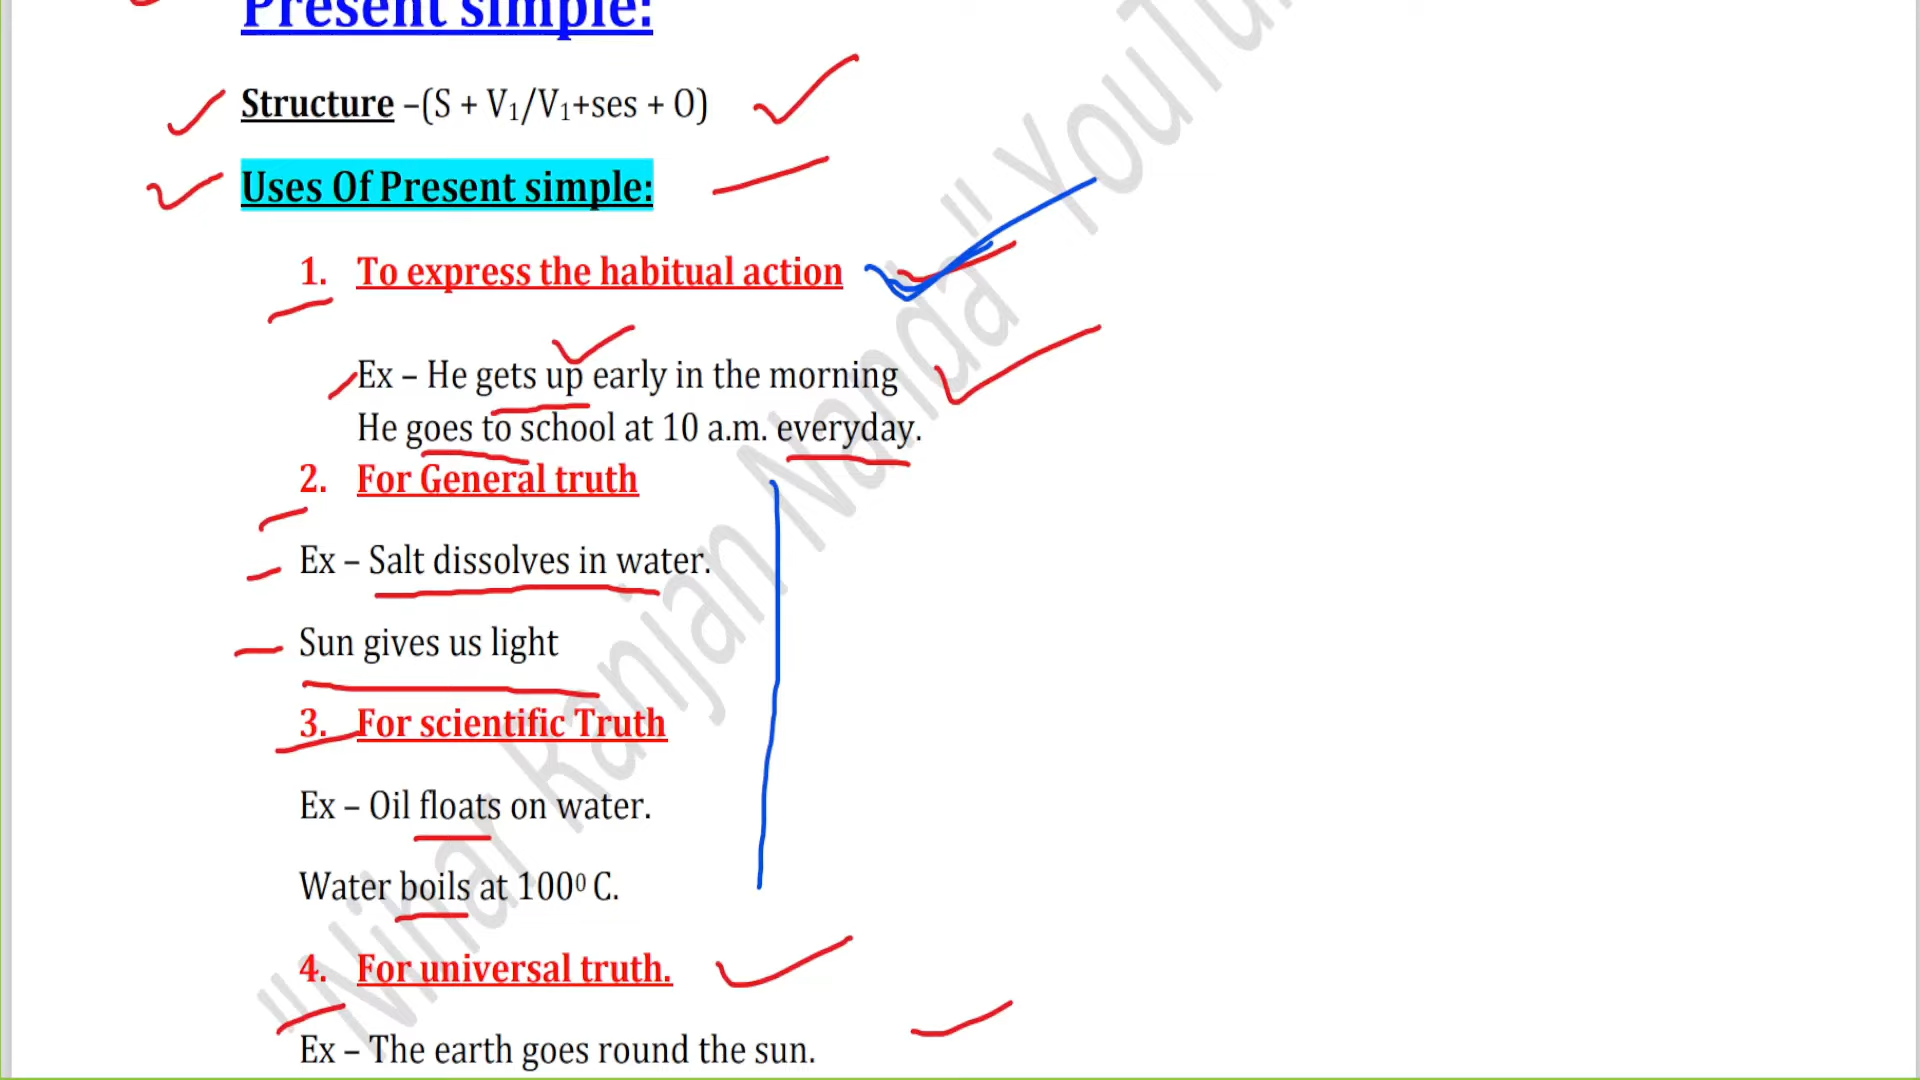 Present simple:
Structure –(S + V1/V1+ses + O)
Uses Of Present simple:
1. To express the habitual action
Ex – He gets up early in the morning
He goes to school at 10 a.m. everyday.
2. For General truth
Ex – Salt dissolves in water.
Sun gives us light
3. For scientific Truth
Ex – Oil floats on water.
Water boils at 100⁰ C.
4. For universal truth.
Ex – The earth goes round the sun.
"Nihar Ranjan Nanda"